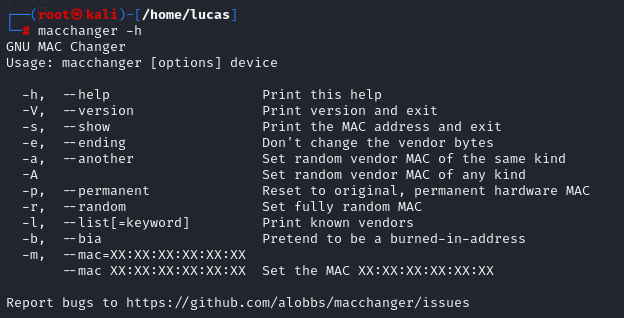 ┌──(root㉿kali)-[/home/lucas]
└─# macchanger -h
GNU MAC Changer
Usage: macchanger [options] device

  -h,  --help                   Print this help
  -V,  --version                Print version and exit
  -s,  --show                   Print the MAC address and exit
  -e,  --ending                 Don't change the vendor bytes
  -a,  --another                Set random vendor MAC of the same kind
  -A                            Set random vendor MAC of any kind
  -p,  --permanent              Reset to original, permanent hardware MAC
  -r,  --random                 Set fully random MAC
  -l,  --list[=keyword]         Print known vendors
  -b,  --bia                    Pretend to be a burned-in-address
  -m,  --mac=XX:XX:XX:XX:XX:XX
       --mac XX:XX:XX:XX:XX:XX  Set the MAC XX:XX:XX:XX:XX:XX

Report bugs to https://github.com/alobbs/macchanger/issues